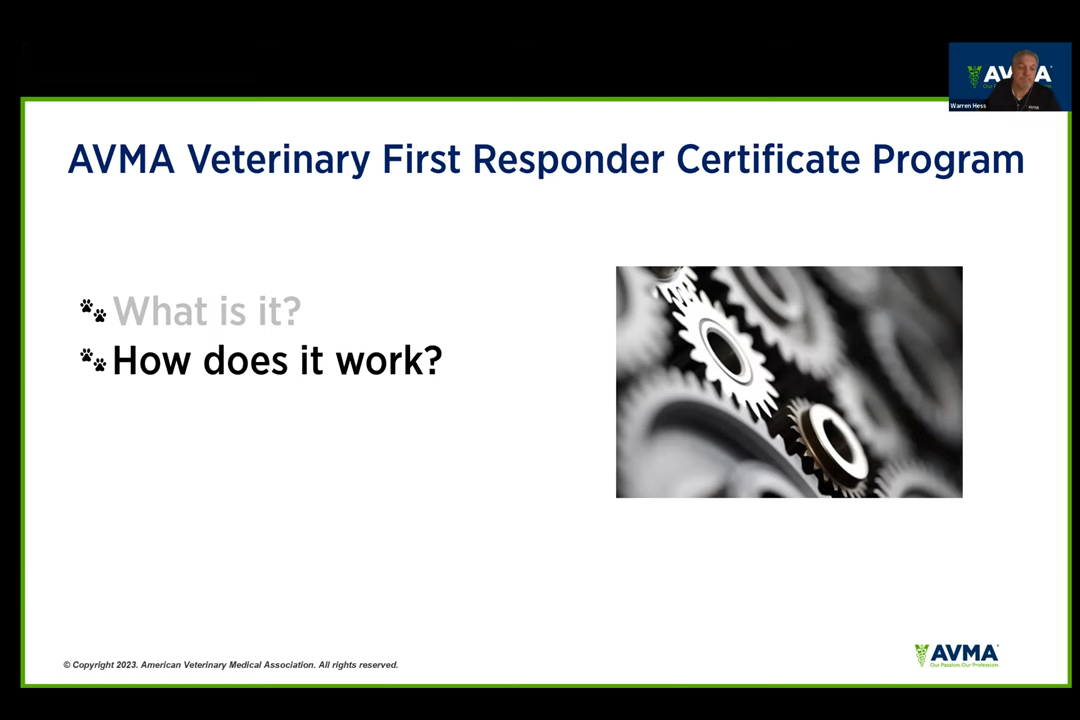 AVMA
Warren Hess
AVMA Veterinary First Responder Certificate Program
What is it?
How does it work?
© Copyright 2023. American Veterinary Medical Association. All rights reserved.
AVMA
Our Passion. Our Profession.